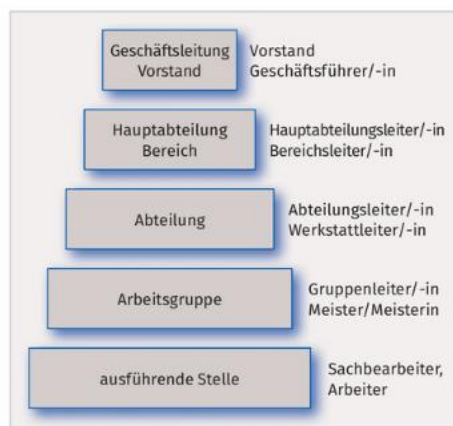 Geschäftsleitung
Vorstand
Vorstand
Geschäftsführer/-in
Hauptabteilung
Bereich
Hauptabteilungsleiter/-in
Bereichsleiter/-in
Abteilung
Abteilungsleiter/-in
Werkstattleiter/-in
Arbeitsgruppe
Gruppenleiter/-in
Meister/Meisterin
ausführende Stelle
Sachbearbeiter,
Arbeiter